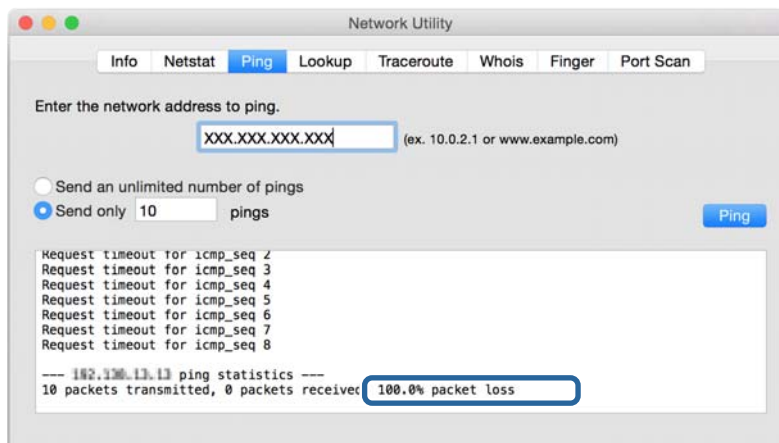 Network Utility
Info Netstat Ping Lookup Traceroute Whois Finger Port Scan
Enter the network address to ping.
XXX.XXX.XXX.XXX (ex. 10.0.2.1 or www.example.com)
Send an unlimited number of pings
Send only 10 pings
Ping
Request timeout for icmp_seq 2
Request timeout for icmp_seq 3
Request timeout for icmp_seq 4
Request timeout for icmp_seq 5
Request timeout for icmp_seq 6
Request timeout for icmp_seq 7
Request timeout for icmp_seq 8
--- ping statistics ---
10 packets transmitted, 0 packets received 100.0% packet loss